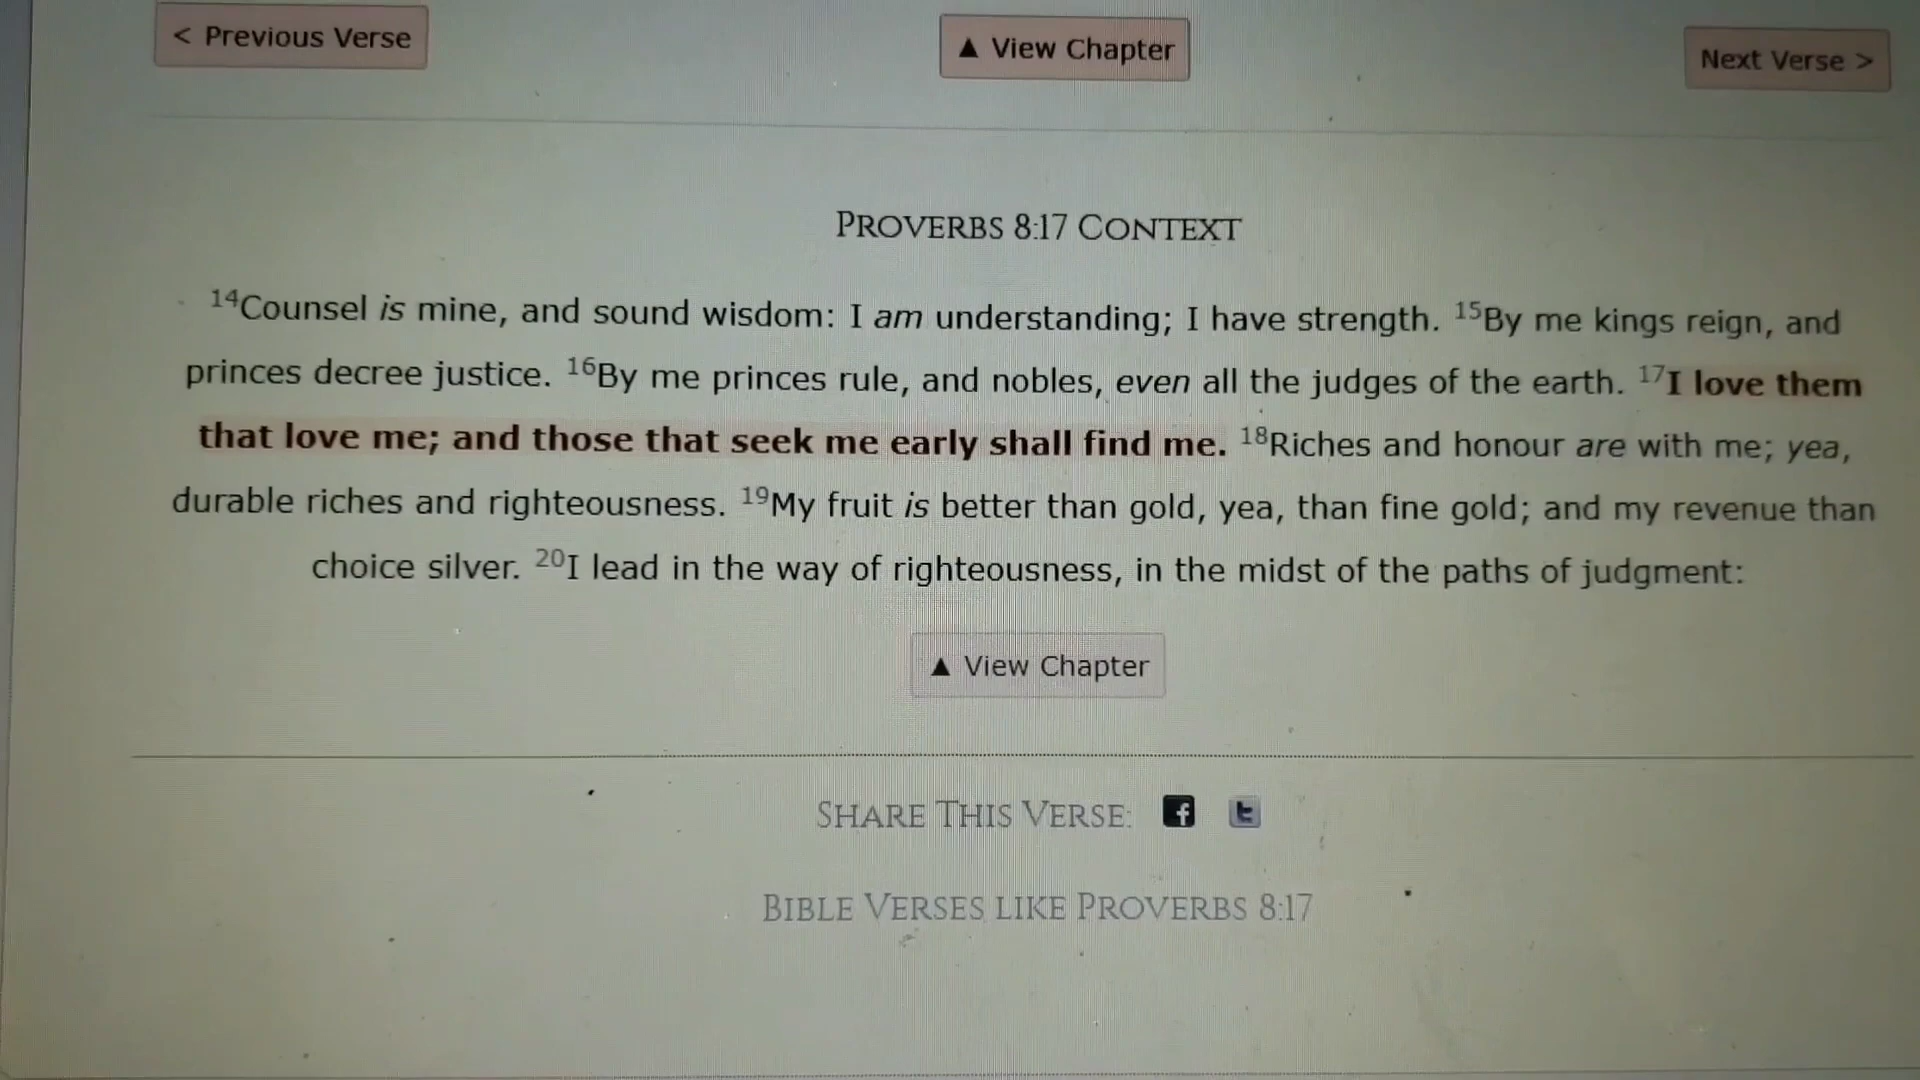 < Previous Verse
▲ View Chapter
Next Verse >
Proverbs 8:17 Context
14Counsel is mine, and sound wisdom: I am understanding; I have strength. 15By me kings reign, and
princes decree justice. 16By me princes rule, and nobles, even all the judges of the earth. 17I love them
that love me; and those that seek me early shall find me. 18Riches and honour are with me; yea,
durable riches and righteousness. 19My fruit is better than gold, yea, than fine gold; and my revenue than
choice silver. 20I lead in the way of righteousness, in the midst of the paths of judgment:
▲ View Chapter
Share This Verse: f t
Bible Verses like Proverbs 8:17